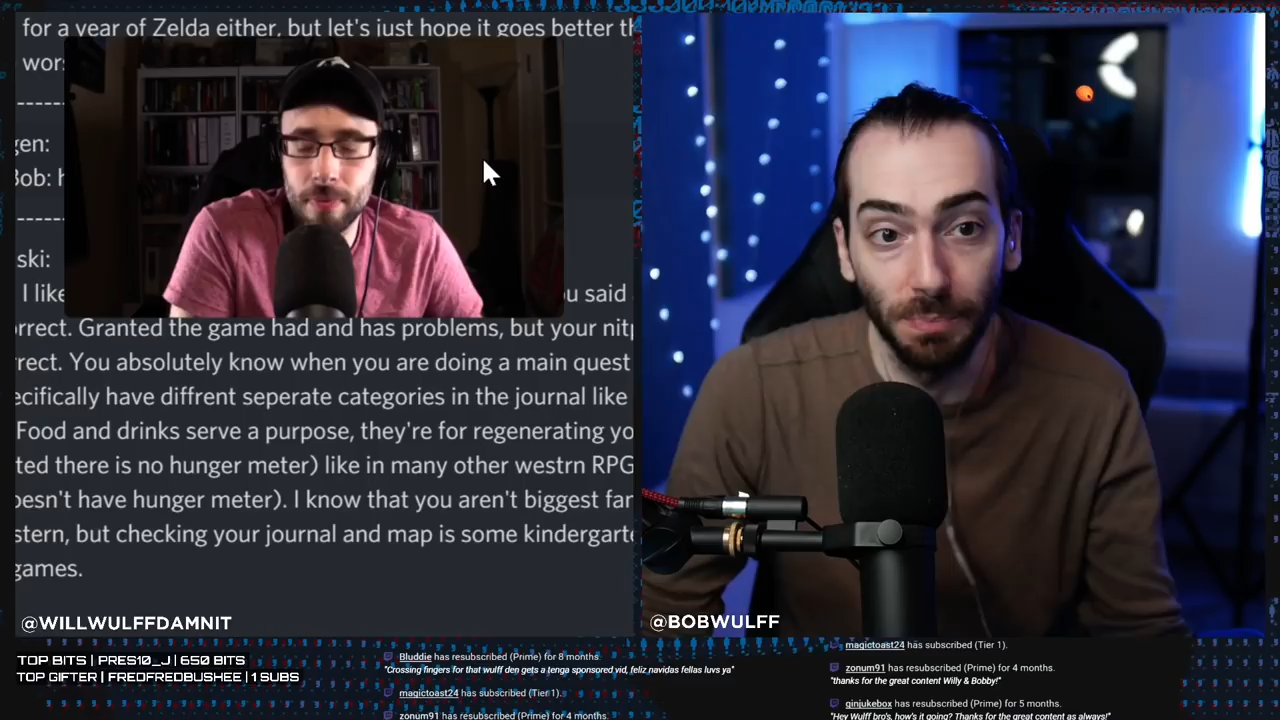 for a year of Zelda either, but let's just hope it goes better th
wors
gen:
Bob: h
ski:
I like
u said
rrect. Granted the game had and has problems, but your nitp
rrect. You absolutely know when you are doing a main quest
ecifically have diffrent seperate categories in the journal like
Food and drinks serve a purpose, they're for regenerating yo
ted there is no hunger meter) like in many other westrn RPG
oesn't have hunger meter). I know that you aren't biggest fan
stern, but checking your journal and map is some kindergarte
games.
@WILLWULFFDAMNIT
@BOBWULFF
TOP BITS | PRES10_J | 650 BITS
TOP GIFTER | FREDFREDBUSHEE | 1 SUBS
Bluddie has resubscribed (Prime) for 8 months.
"Crossing fingers for that wulff den gets a tenga sponsored vid, feliz navidas fellas luvs ya"
magictoast24 has subscribed (Tier 1).
zonum91 has resubscribed (Prime) for 4 months.
magictoast24 has subscribed (Tier 1).
zonum91 has resubscribed (Prime) for 4 months.
"thanks for the great content Willy & Bobby!"
ginjukebox has resubscribed (Prime) for 5 months.
"Hey Wulff bro's, how's it going? Thanks for the great content as always!"